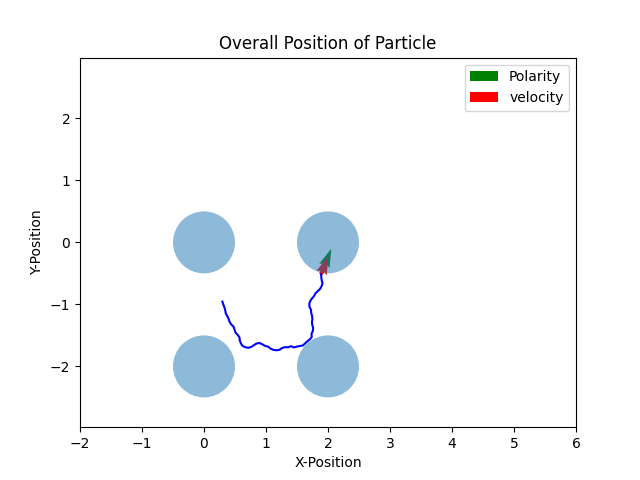 Overall Position of Particle
Polarity
velocity
2
1
0
−1
−2
Y-Position
−2 −1 0 1 2 3 4 5 6
X-Position